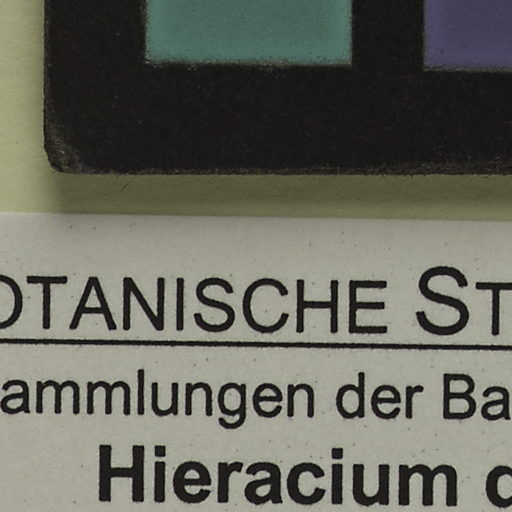 OTANISCHE ST
ammlungen der Ba
Hieracium